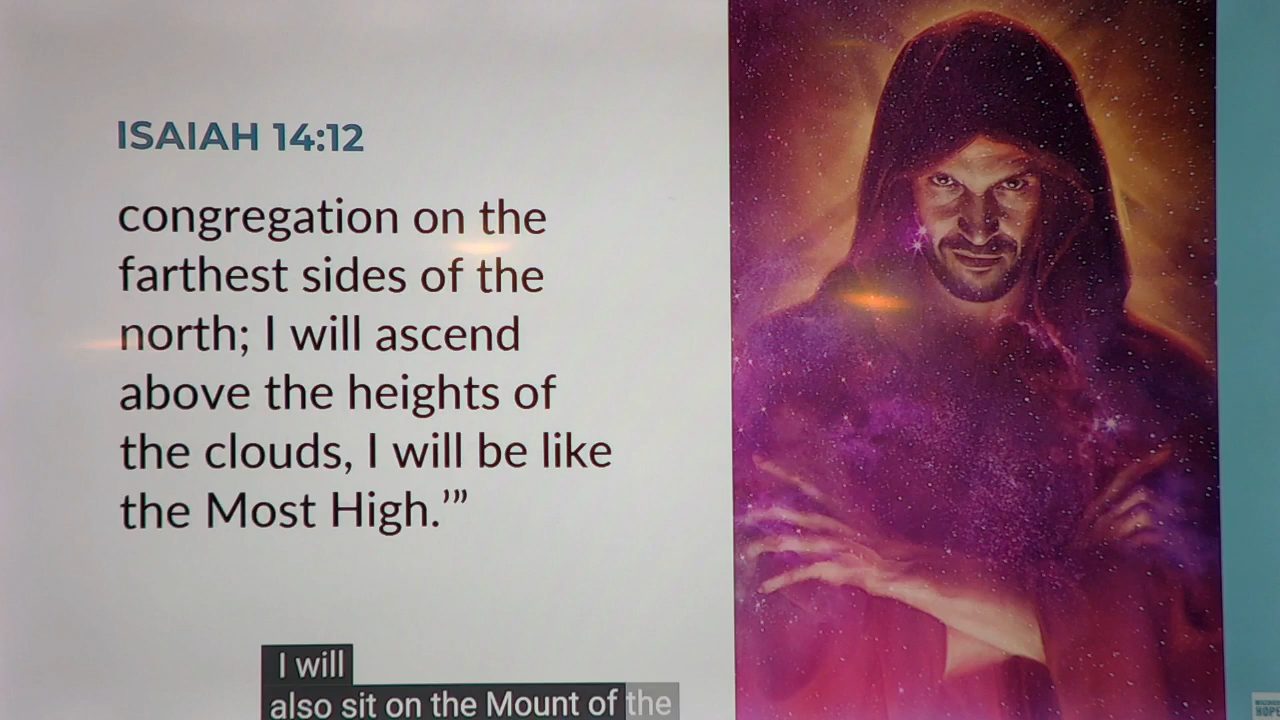 ISAIAH 14:12
congregation on the
farthest sides of the
north; I will ascend
above the heights of
the clouds, I will be like
the Most High.’”
I will
also sit on the Mount of the
HOPE